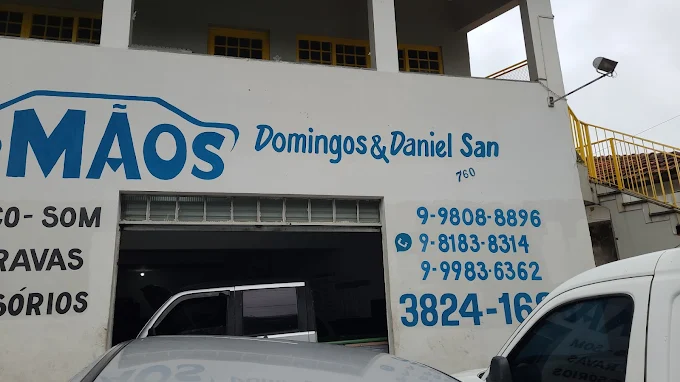 MÃOS
Domingos & Daniel San
760
CO - SOM
RAVAS
SÓRIOS
9-9808-8896
9-8183-8314
9-9983-6362
3824-16